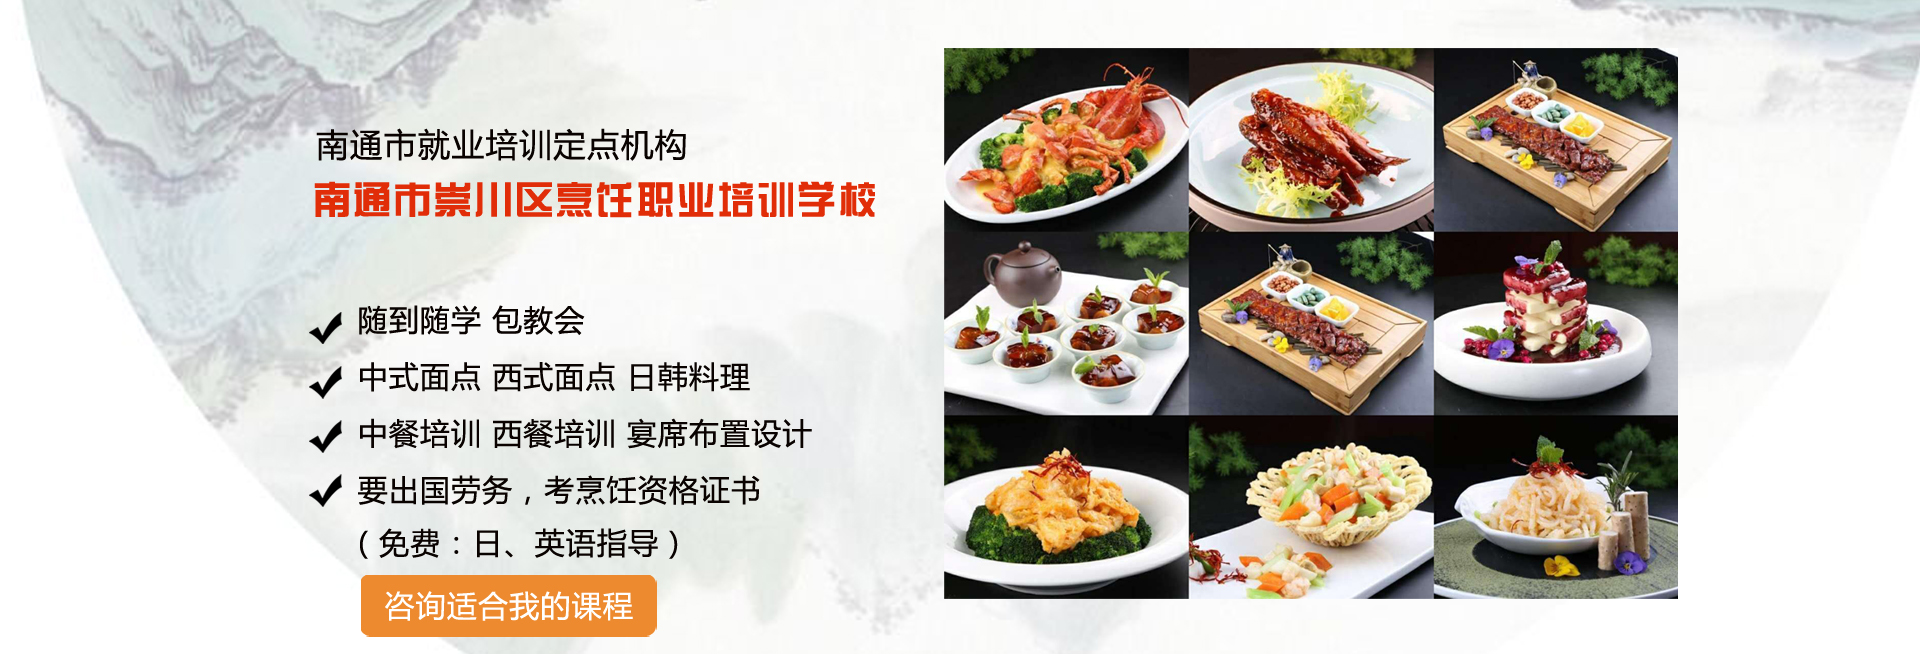 南通市就业培训定点机构
南通市崇川区烹饪职业培训学校
随到随学 包教会
中式面点 西式面点 日韩料理
中餐培训 西餐培训 宴席布置设计
要出国劳务，考烹饪资格证书
（免费：日、英语指导）
咨询适合我的课程